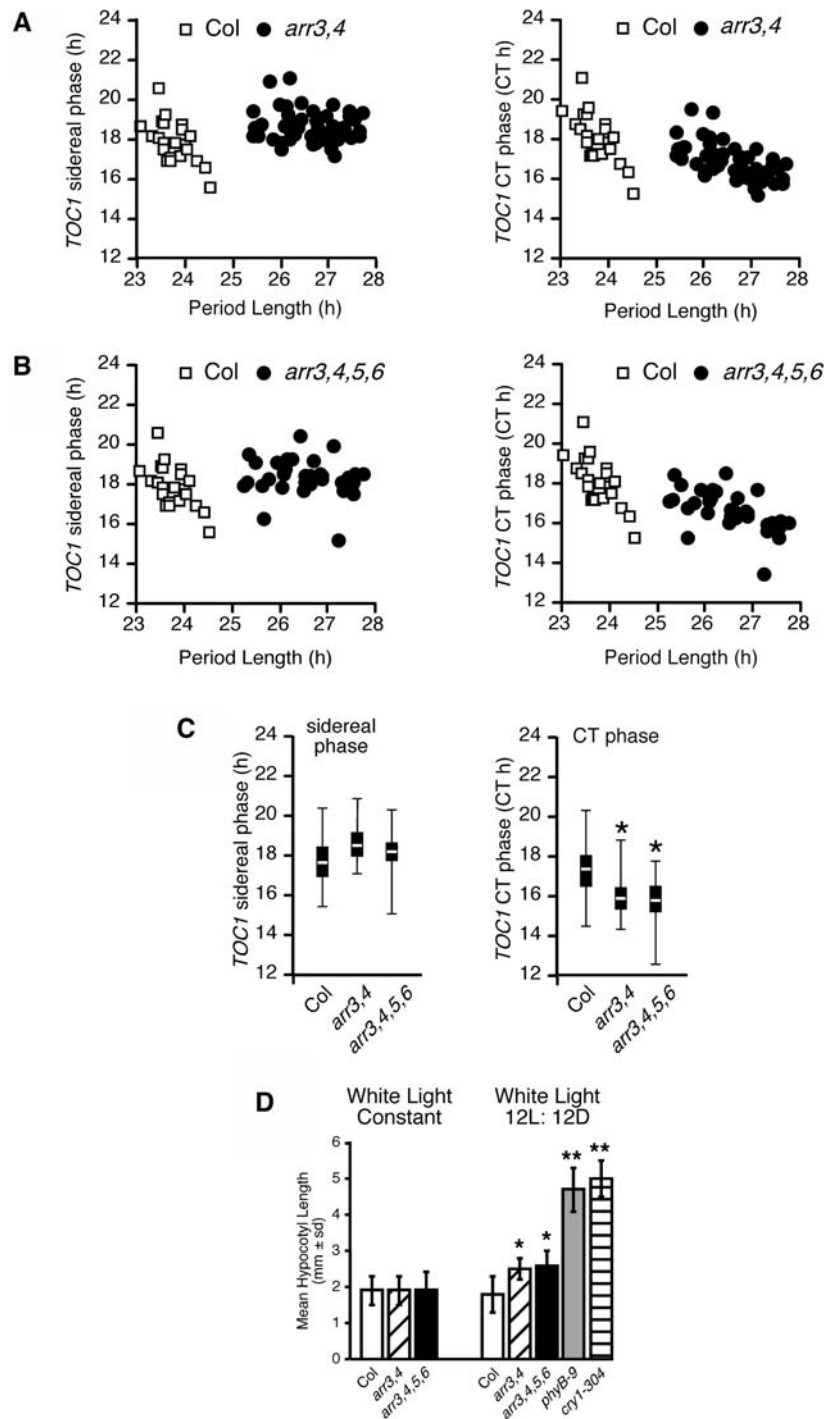 A
Col
arr3,4
TOC1 sidereal phase (h)
24
22
20
18
16
14
12
23 24 25 26 27 28
Period Length (h)
Col
arr3,4
TOC1 CT phase (CT h)
24
22
20
18
16
14
12
23 24 25 26 27 28
Period Length (h)
B
Col
arr3,4,5,6
TOC1 sidereal phase (h)
24
22
20
18
16
14
12
23 24 25 26 27 28
Period Length (h)
Col
arr3,4,5,6
TOC1 CT phase (CT h)
24
22
20
18
16
14
12
23 24 25 26 27 28
Period Length (h)
C
sidereal
phase
TOC1 sidereal phase (h)
24
22
20
18
16
14
12
Col
arr3,4
arr3,4,5,6
CT phase
TOC1 CT phase (CT h)
24
22
20
18
16
14
12
*
*
Col
arr3,4
arr3,4,5,6
D
White Light
Constant
White Light
12L: 12D
Mean Hypocotyl Length
(mm ± sd)
6
5
4
3
2
1
0
*
*
**
**
Col
arr3,4
arr3,4,5,6
Col
arr3,4
arr3,4,5,6
phyB-9
cry1-304